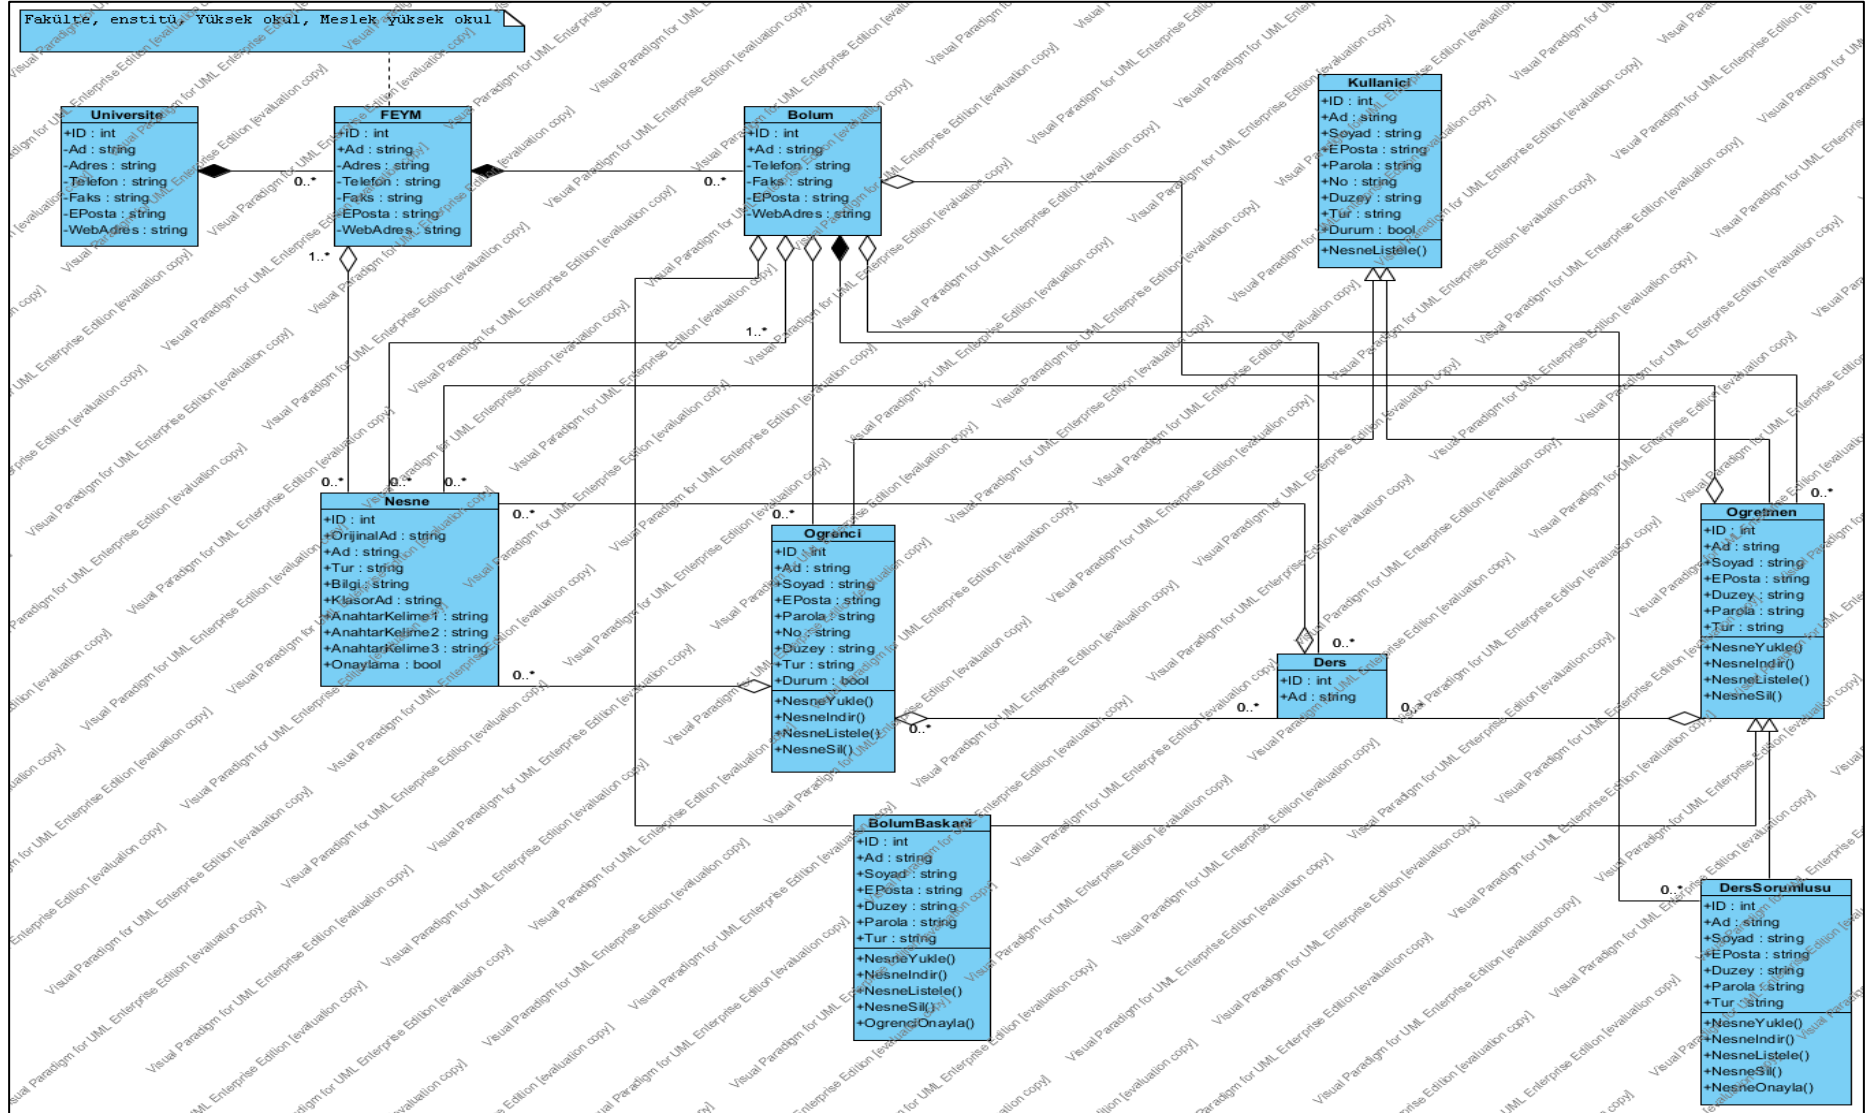 Fakülte, enstitü, Yüksek okul, Meslek yüksek okul
Universite
+ID : int
-Ad : string
-Adres : string
-Telefon : string
-Faks : string
-EPosta : string
-WebAdres : string
0..*
FEYM
+ID : int
+Ad : string
-Adres : string
-Telefon : string
-Faks : string
-EPosta : string
-WebAdres : string
1..*
0..*
Bolum
+ID : int
+Ad : string
-Telefon : string
-Faks : string
-EPosta : string
-WebAdres : string
1..*
Kullanici
+ID : int
+Ad : string
+Soyad : string
+EPosta : string
+Parola : string
+No : string
+Duzey : string
+Tur : string
+Durum : bool
+NesneListele()
0..*
0..*
0..*
Nesne
+ID : int
+OrijinalAd : string
+Ad : string
+Tur : string
+Bilgi : string
+KlasorAd : string
+AnahtarKelime1 : string
+AnahtarKelime2 : string
+AnahtarKelime3 : string
+Onaylama : bool
0..*
0..*
0..*
Ogrenci
+ID : int
+Ad : string
+Soyad : string
+EPosta : string
+Parola : string
+No : string
+Duzey : string
+Tur : string
+Durum : bool
+NesneYukle()
+NesneIndir()
+NesneListele()
+NesneSil()
0..*
0..*
0..*
Ders
+ID : int
+Ad : string
0..*
0..*
Ogretmen
+ID : int
+Ad : string
+Soyad : string
+EPosta : string
+Duzey : string
+Parola : string
+Tur : string
+NesneYukle()
+NesneIndir()
+NesneListele()
+NesneSil()
BolumBaskani
+ID : int
+Ad : string
+Soyad : string
+EPosta : string
+Duzey : string
+Parola : string
+Tur : string
+NesneYukle()
+NesneIndir()
+NesneListele()
+NesneSil()
+OgrenciOnayla()
0..*
DersSorumlusu
+ID : int
+Ad : string
+Soyad : string
+EPosta : string
+Duzey : string
+Parola : string
+Tur : string
+NesneYukle()
+NesneIndir()
+NesneListele()
+NesneSil()
+NesneOnayla()
Visual Paradigm for UML Enterprise Edition [evaluation copy]